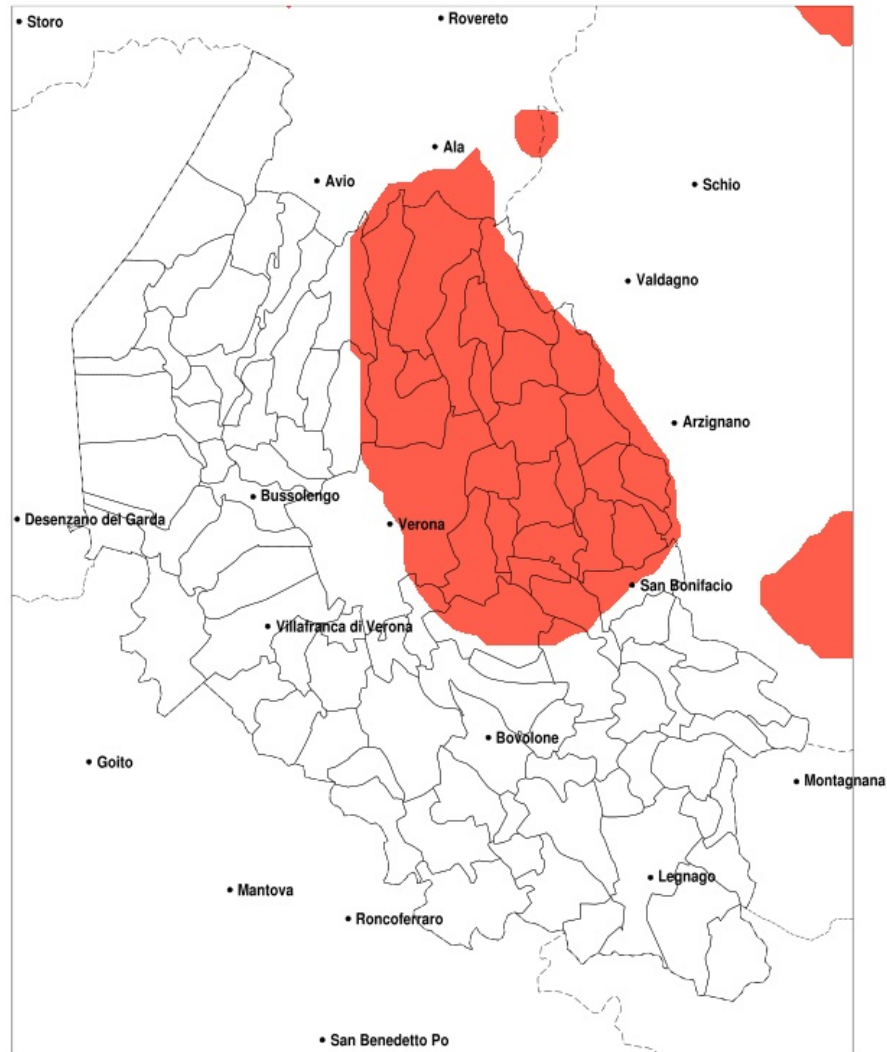 Storo
Rovereto
Ala
Avio
Schio
Valdagno
Arzignano
Bussolengo
Desenzano del Garda
Verona
San Bonifacio
Villafranca di Verona
Bovolone
Goito
Montagnana
Legnago
Mantova
Roncoferraro
San Benedetto Po